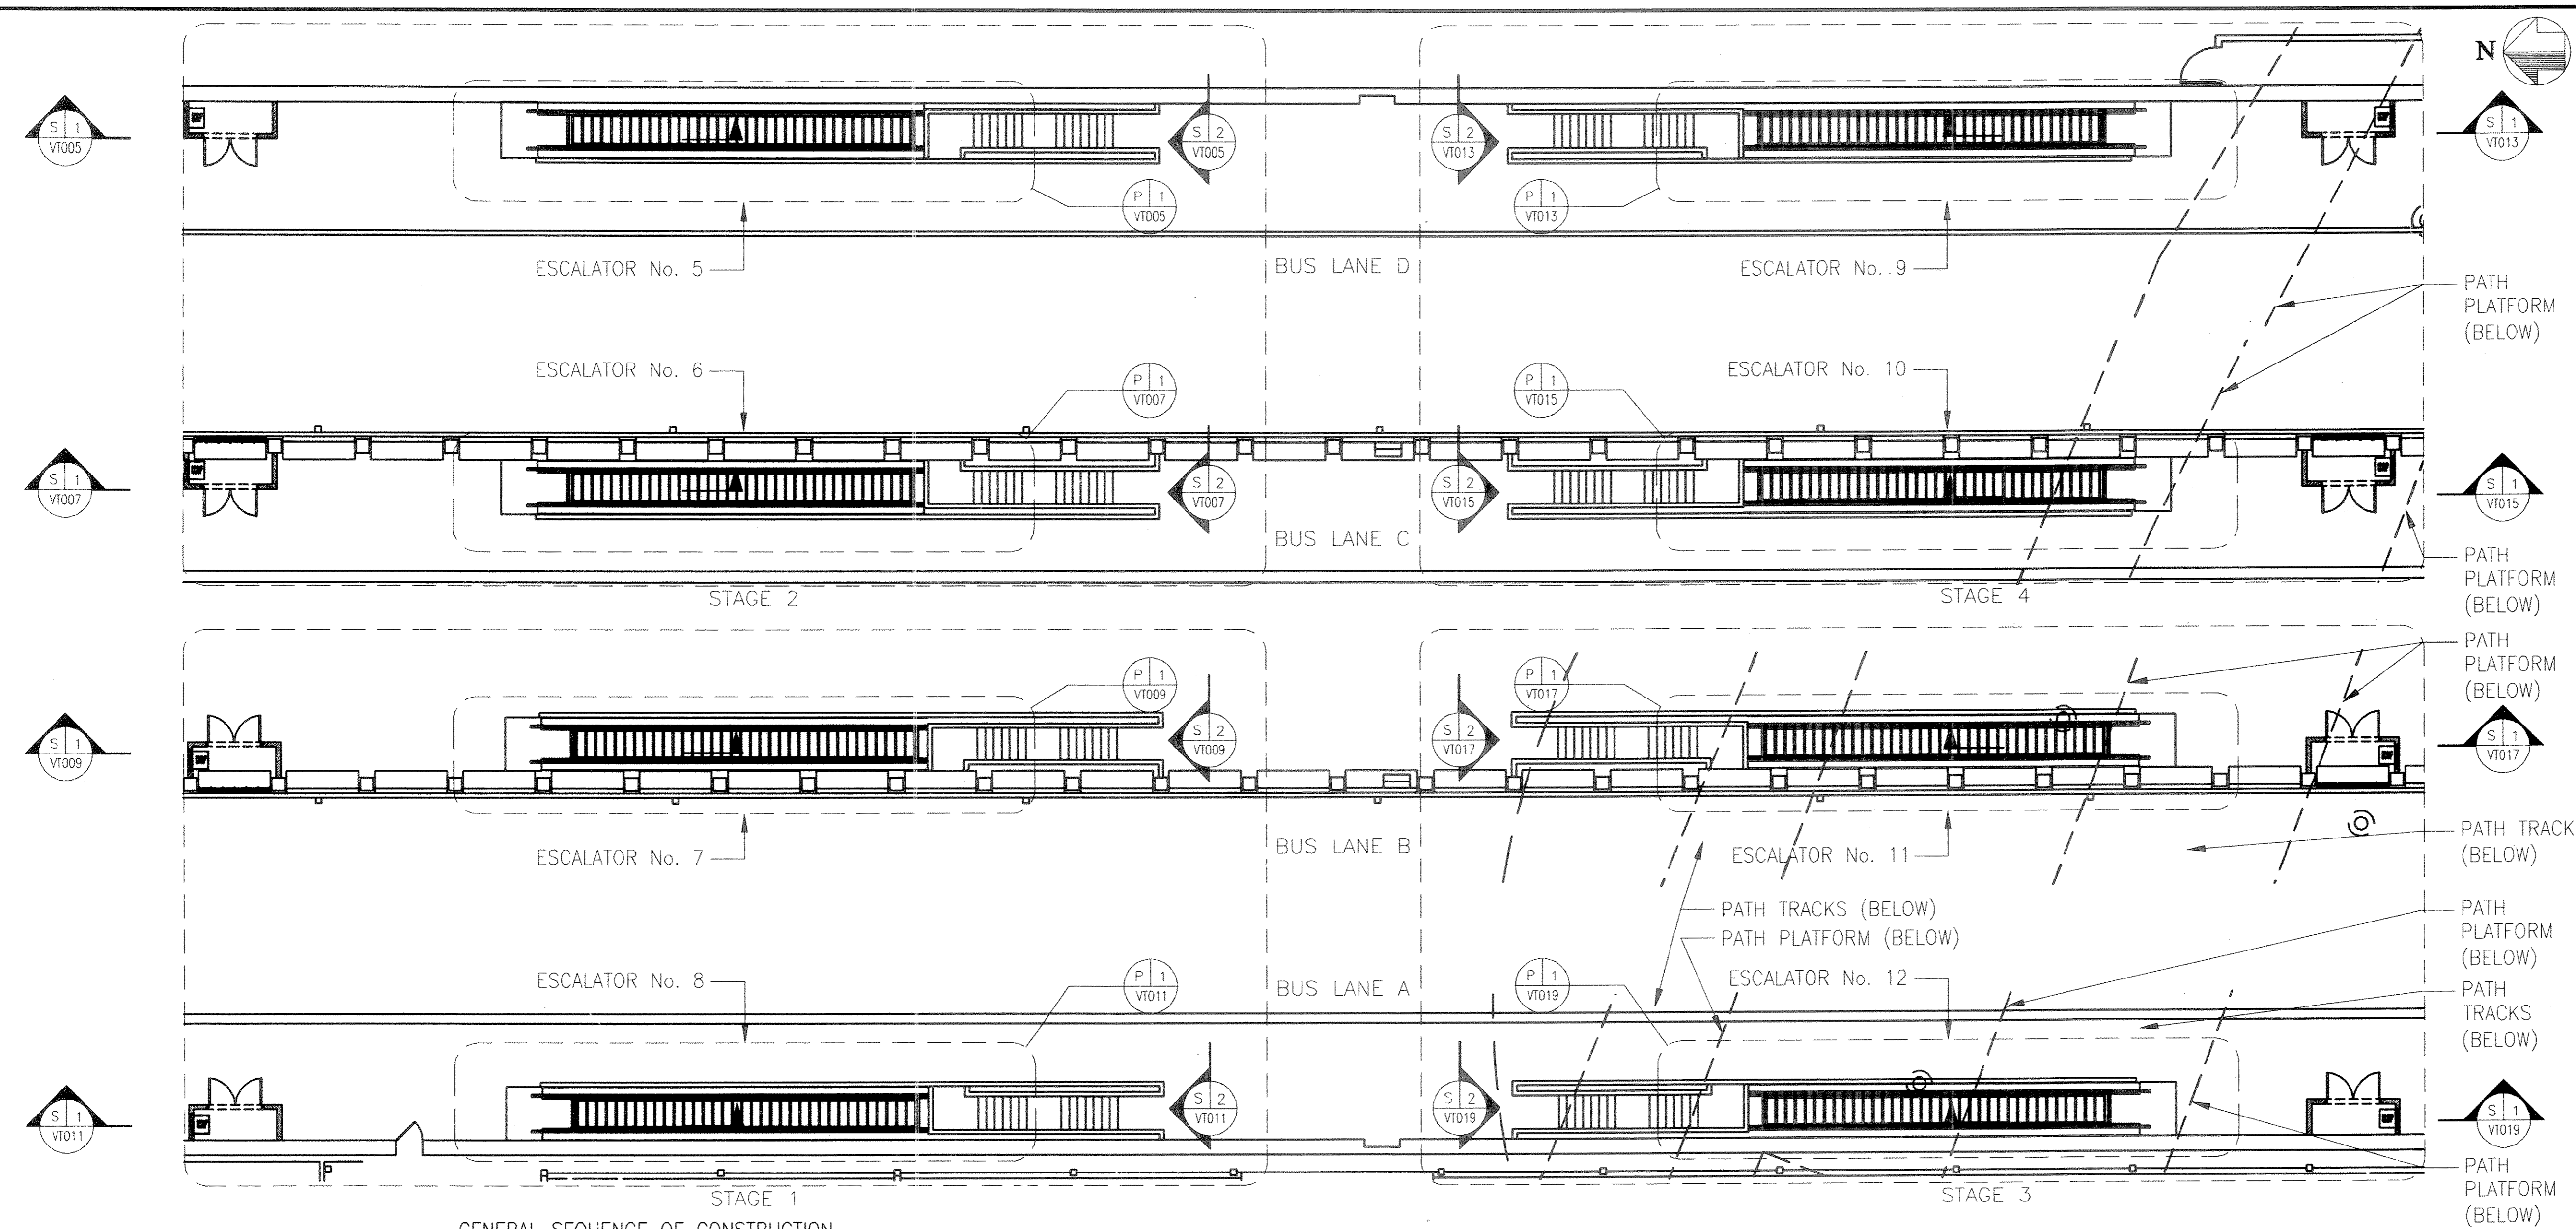 N
S 1
VT005
S 2
VT005
S 2
VT013
S 1
VT013
P 1
VT005
P 1
VT013
ESCALATOR No. 5
BUS LANE D
ESCALATOR No. 9
PATH
PLATFORM
(BELOW)
ESCALATOR No. 6
P 1
VT007
P 1
VT015
ESCALATOR No. 10
S 1
VT007
S 2
VT007
S 2
VT015
S 1
VT015
BUS LANE C
PATH
PLATFORM
(BELOW)
STAGE 2
STAGE 4
PATH
PLATFORM
(BELOW)
P 1
VT009
P 1
VT017
S 1
VT009
S 2
VT009
S 2
VT017
S 1
VT017
ESCALATOR No. 7
BUS LANE B
ESCALATOR No. 11
PATH TRACK
(BELOW)
PATH TRACKS (BELOW)
PATH PLATFORM (BELOW)
PATH
PLATFORM
(BELOW)
ESCALATOR No. 8
P 1
VT011
BUS LANE A
P 1
VT019
ESCALATOR No. 12
PATH
TRACKS
(BELOW)
S 1
VT011
S 2
VT011
S 2
VT019
S 1
VT019
PATH
PLATFORM
(BELOW)
STAGE 1
STAGE 3
GENERAL SEQUENCE OF CONSTRUCTION